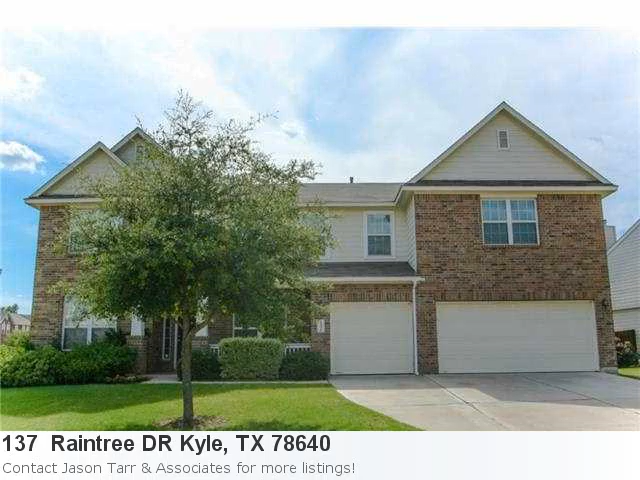 137 Raintree DR Kyle, TX 78640
Contact Jason Tarr & Associates for more listings!